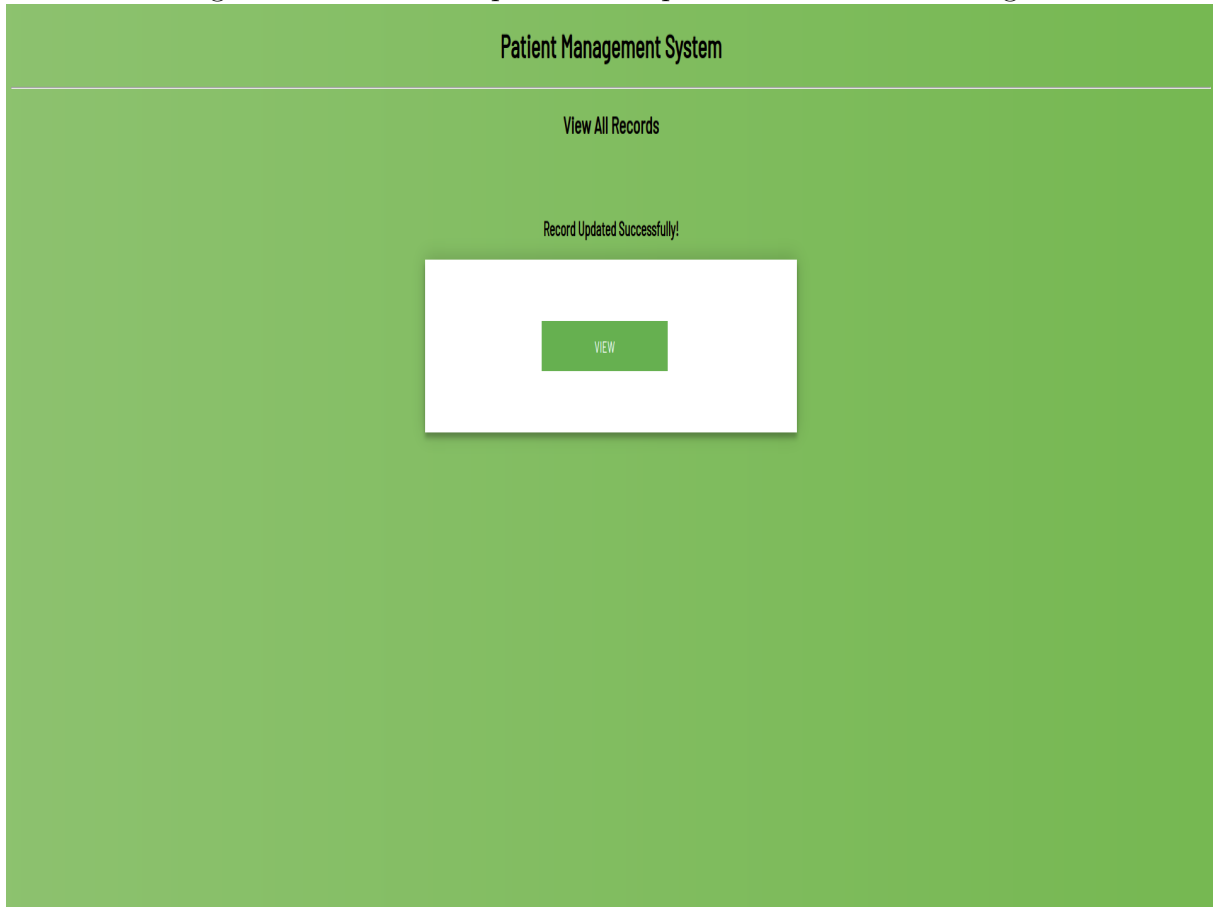 Patient Management System
View All Records
Record Updated Successfully!
VIEW